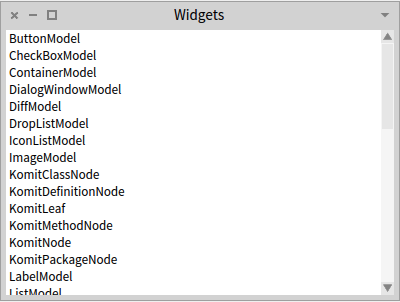 Widgets
ButtonModel
CheckBoxModel
ContainerModel
DialogWindowModel
DiffModel
DropListModel
IconListModel
ImageModel
KomitClassNode
KomitDefinitionNode
KomitLeaf
KomitMethodNode
KomitNode
KomitPackageNode
LabelModel
ListModel